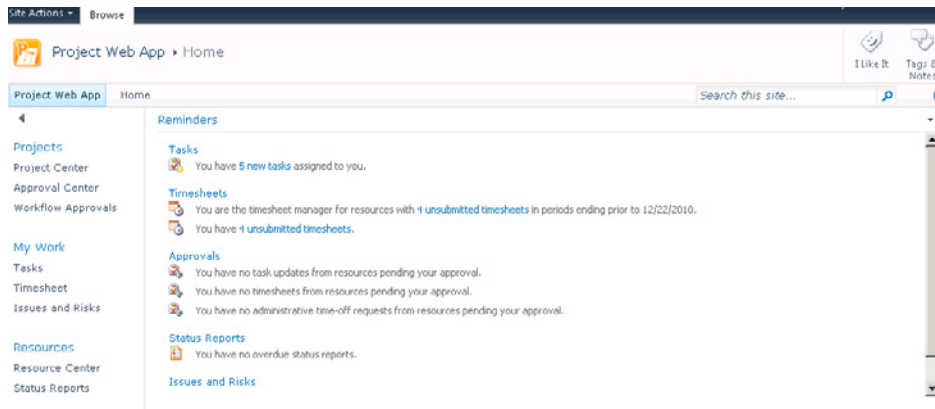 Site Actions Browse
Project Web App Home
I Like It
Tags &
Notes
Project Web App Home
Search this site...
Reminders
Projects
Project Center
Approval Center
Workflow Approvals
My Work
Tasks
Timesheet
Issues and Risks
Resources
Resource Center
Status Reports
Tasks
You have 5 new tasks assigned to you.
Timesheets
You are the timesheet manager for resources with 4 unsubmitted timesheets in periods ending prior to 12/22/2010.
You have 4 unsubmitted timesheets.
Approvals
You have no task updates from resources pending your approval.
You have no timesheets from resources pending your approval.
You have no administrative time-off requests from resources pending your approval.
Status Reports
You have no overdue status reports.
Issues and Risks